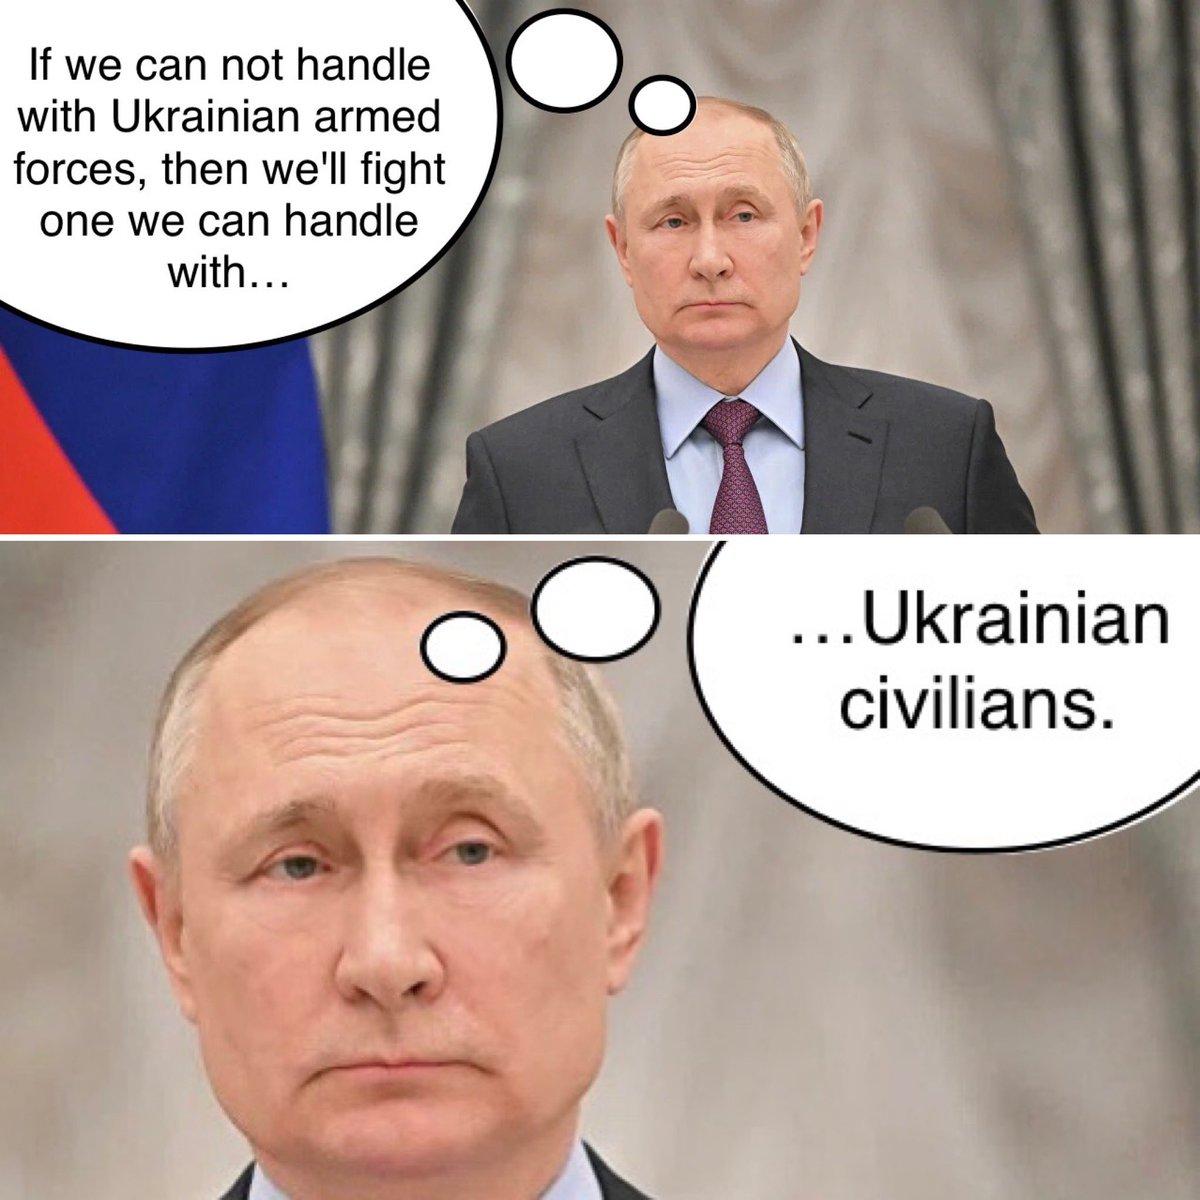 If we can not handle
with Ukrainian armed
forces, then we'll fight
one we can handle
with...
...Ukrainian
civilians.